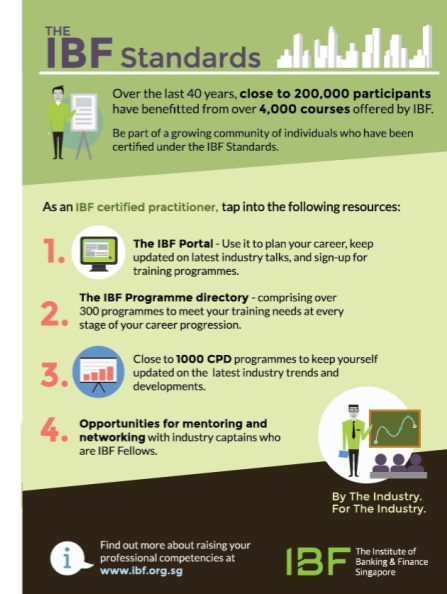 THE
IBF Standards
Over the last 40 years, close to 200,000 participants
have benefitted from over 4,000 courses offered by IBF.
Be part of a growing community of individuals who have been
certified under the IBF Standards.
As an IBF certified practitioner, tap into the following resources:
1.
The IBF Portal - Use it to plan your career, keep
updated on latest industry talks, and sign-up for
training programmes.
2.
The IBF Programme directory - comprising over
300 programmes to meet your training needs at every
stage of your career progression.
3.
Close to 1000 CPD programmes to keep yourself
updated on the latest industry trends and
developments.
4.
Opportunities for mentoring and
networking with industry captains who
are IBF Fellows.
By The Industry.
For The Industry.
i
Find out more about raising your
professional competencies at
www.ibf.org.sg
IBF
The Institute of
Banking & Finance
Singapore